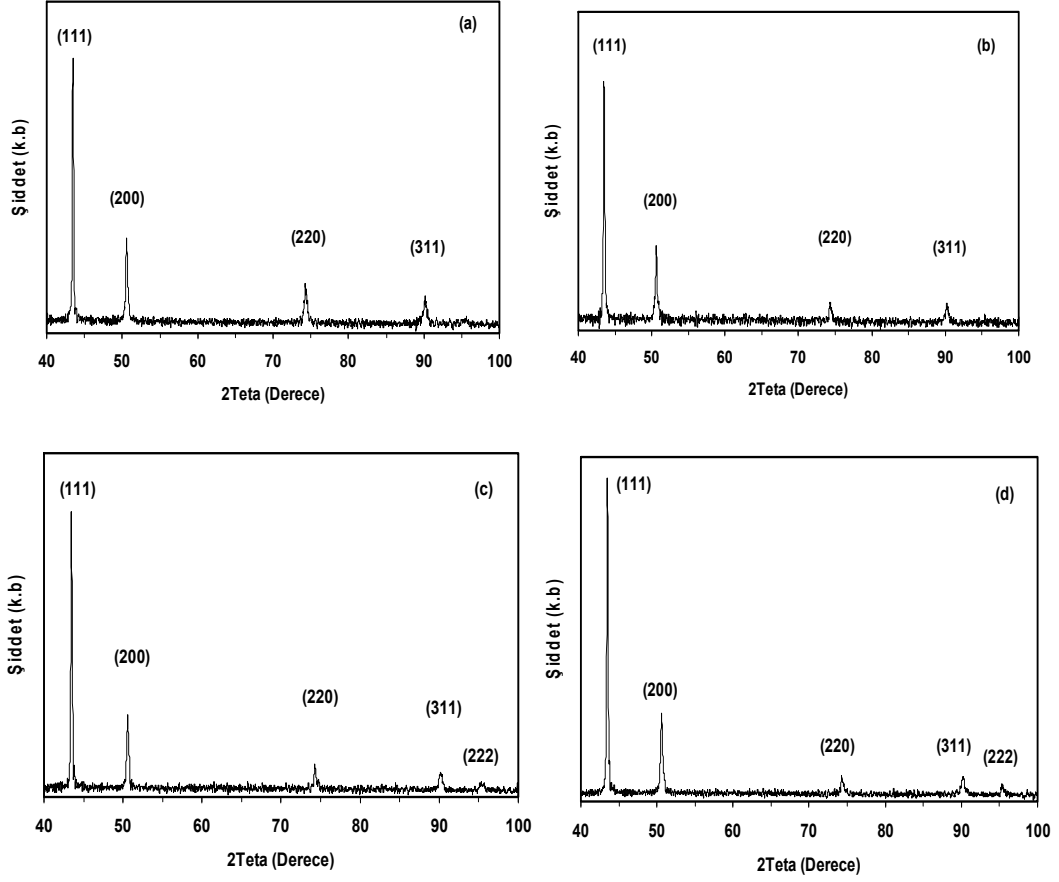 (a)
(111)
(200)
(220)
(311)
Şiddet (k.b)
40 50 60 70 80 90 100
2Teta (Derece)
(b)
(111)
(200)
(220)
(311)
Şiddet (k.b)
40 50 60 70 80 90 100
2Teta (Derece)
(c)
(111)
(200)
(220)
(311)
(222)
Şiddet (k.b)
40 50 60 70 80 90 100
2Teta (Derece)
(d)
(111)
(200)
(220)
(311)
(222)
Şiddet (k.b)
40 50 60 70 80 90 100
2Teta (Derece)